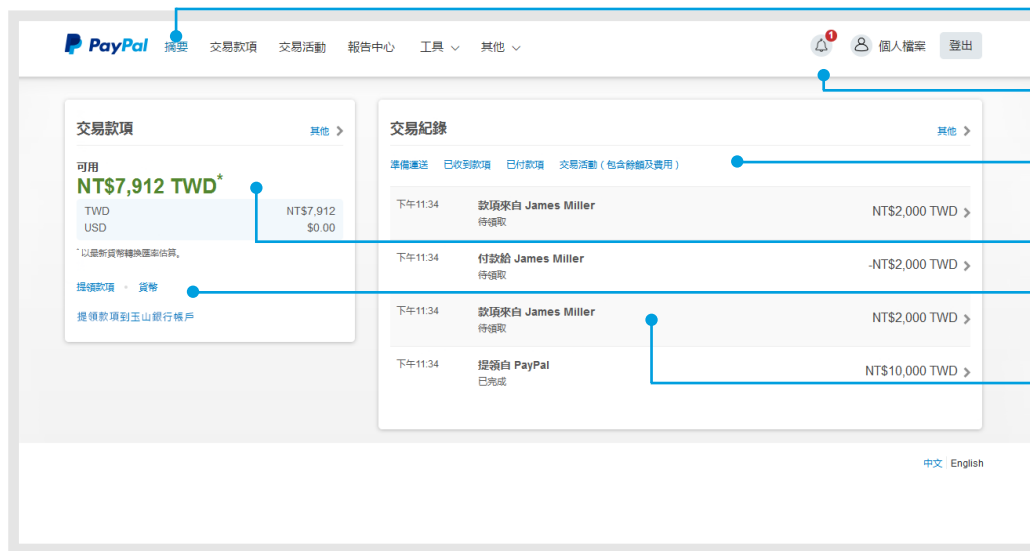 PayPal 摘要 交易款項 交易活動 報告中心 工具 其他 1 個人檔案 登出
交易款項 其他
可用
NT$7,912 TWD*
TWD NT$7,912
USD $0.00
*以最新貨幣轉換匯率估算。
提領款項 貨幣
提領款項到玉山銀行帳戶
交易紀錄 其他
準備運送 已收到款項 已付款項 交易活動 ( 包含餘額及費用 )
下午11:34 款項來自 James Miller NT$2,000 TWD
待領取
下午11:34 付款給 James Miller -NT$2,000 TWD
待領取
下午11:34 款項來自 James Miller NT$2,000 TWD
待領取
下午11:34 提領自 PayPal NT$10,000 TWD
已完成
中文 | English